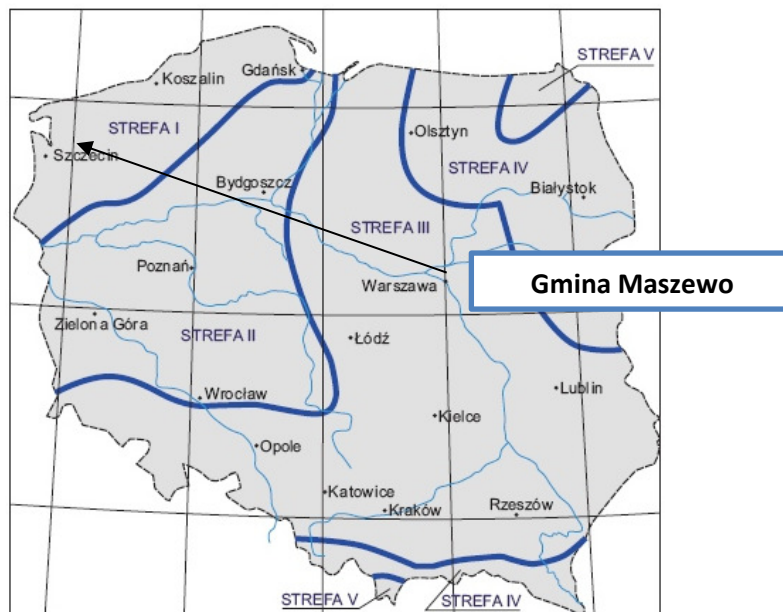 STREFA V
Gdańsk
Koszalin
STREFA I
Olsztyn
Szczecin
STREFA IV
Bydgoszcz
Białystok
STREFA III
Poznań
Warszawa
Gmina Maszewo
Zielona Góra
STREFA II
Łódź
Wrocław
Lublin
Kielce
Opole
Katowice
Kraków
Rzeszów
STREFA V
STREFA IV